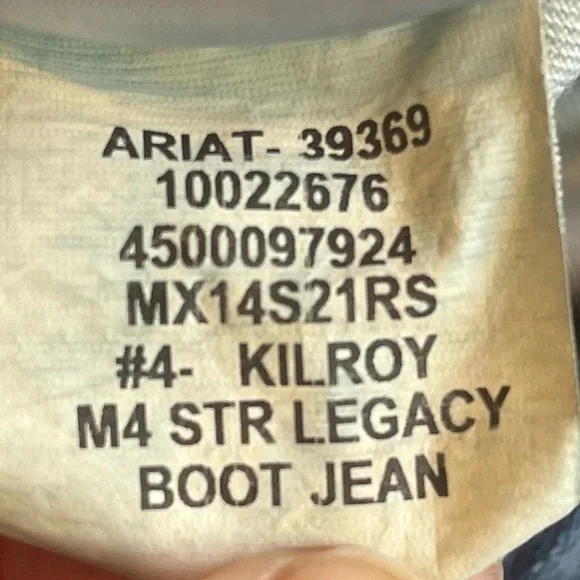 ARIAT- 39369
10022676
4500097924
MX14S21RS
#4- KILROY
M4 STR LEGACY
BOOT JEAN